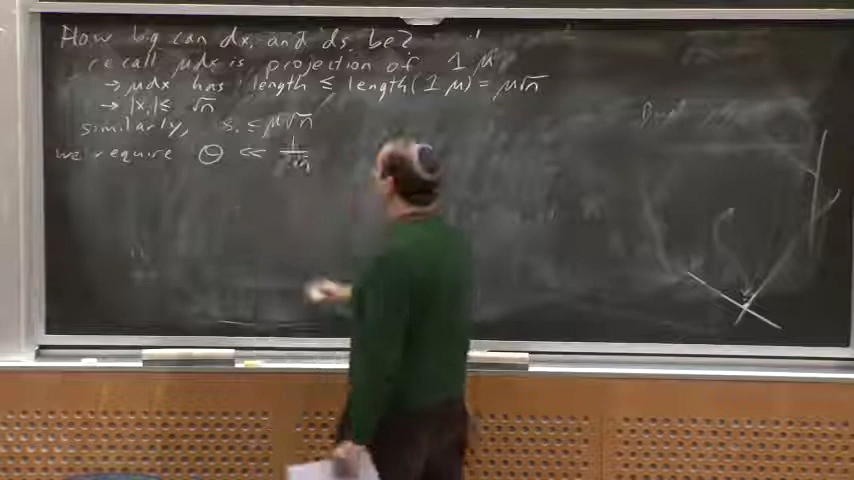 How big can dx, and ds, be?
recall μdx is projection of 1 μ
→ μdx has length ≤ length(1 μ) = μ√n
→ |x,| ≤ √n
similarly, s, ≤ μ√n
we require Θ << 1/√n